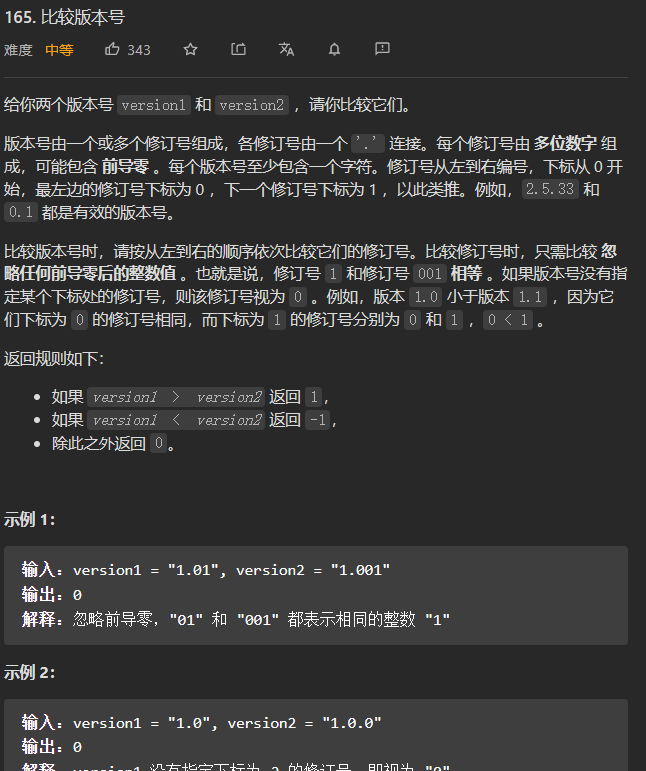 165. 比较版本号
难度 中等 343
给你两个版本号 version1 和 version2 ，请你比较它们。
版本号由一个或多个修订号组成，各修订号由一个 '.' 连接。每个修订号由 多位数字 组
成，可能包含 前导零 。每个版本号至少包含一个字符。修订号从左到右编号，下标从 0 开
始，最左边的修订号下标为 0 ，下一个修订号下标为 1 ，以此类推。例如，2.5.33 和
0.1 都是有效的版本号。
比较版本号时，请按从左到右的顺序依次比较它们的修订号。比较修订号时，只需比较 忽
略任何前导零后的整数值 。也就是说，修订号 1 和修订号 001 相等 。如果版本号没有指
定某个下标处的修订号，则该修订号视为 0 。例如，版本 1.0 小于版本 1.1 ，因为它
们下标为 0 的修订号相同，而下标为 1 的修订号分别为 0 和 1 ，0 < 1 。
返回规则如下：
如果 version1 > version2 返回 1，
如果 version1 < version2 返回 -1，
除此之外返回 0。
示例 1：
输入：version1 = "1.01", version2 = "1.001"
输出：0
解释：忽略前导零，"01" 和 "001" 都表示相同的整数 "1"
示例 2：
输入：version1 = "1.0", version2 = "1.0.0"
输出：0
解释：version1 没有指定下标为 2 的修订号，即视为 "0"